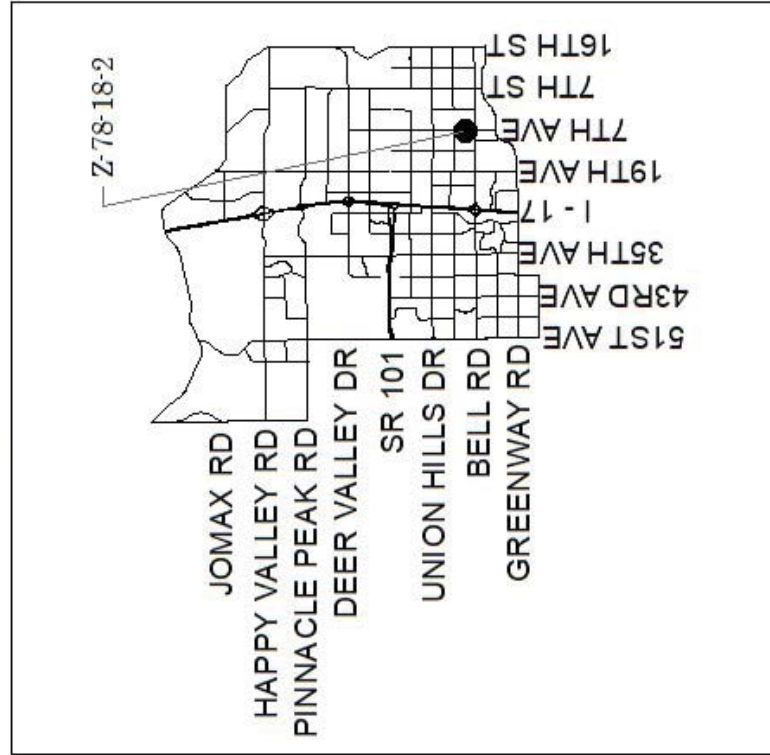 Z-78-18-2
JOMAX RD
HAPPY VALLEY RD
PINNACLE PEAK RD
DEER VALLEY DR
SR 101
UNION HILLS DR
BELL RD
GREENWAY RD
51ST AVE
43RD AVE
35TH AVE
I - 17
19TH AVE
7TH AVE
7TH ST
16TH ST